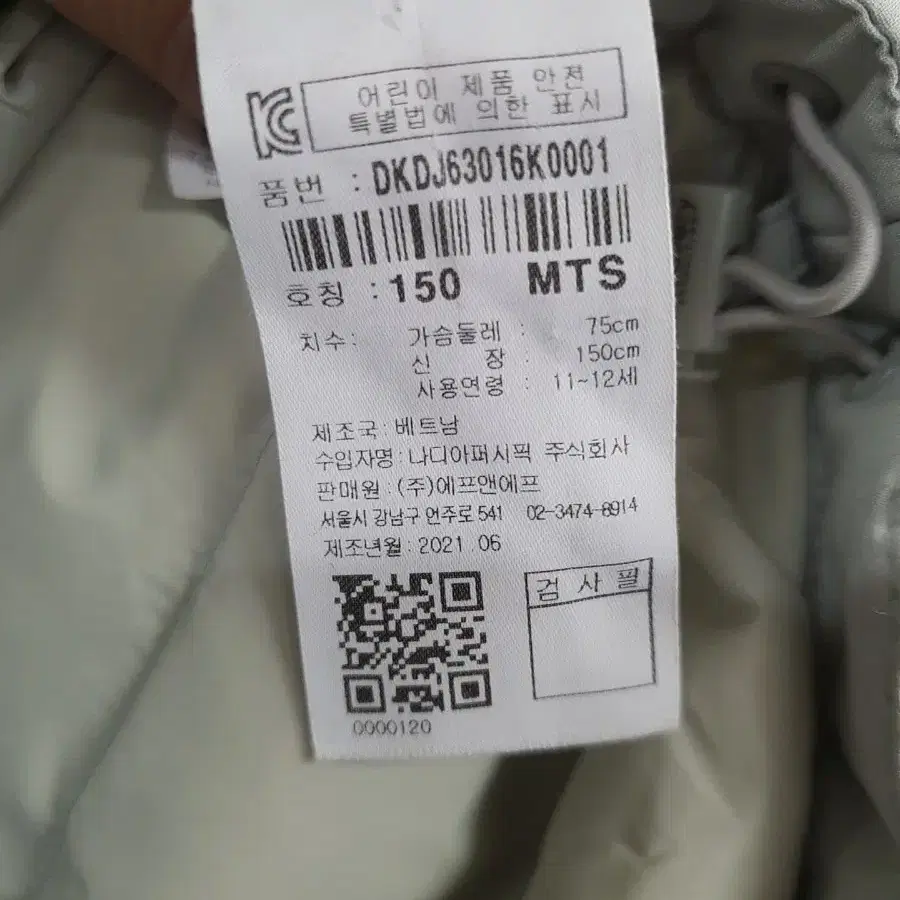 KC
어린이 제품 안전
특별법에 의한 표시
품번 : DKDJ63016K0001
호칭 : 150 MTS
치수: 가슴둘레 : 75cm
신 장 : 150cm
사용연령 : 11~12세
제조국:베트남
수입자명:나디아퍼시픽 주식회사
판매원:(주)에프앤에프
서울시 강남구 언주로 541 02-3474-8914
제조년월:2021.06
검 사 필
0000120